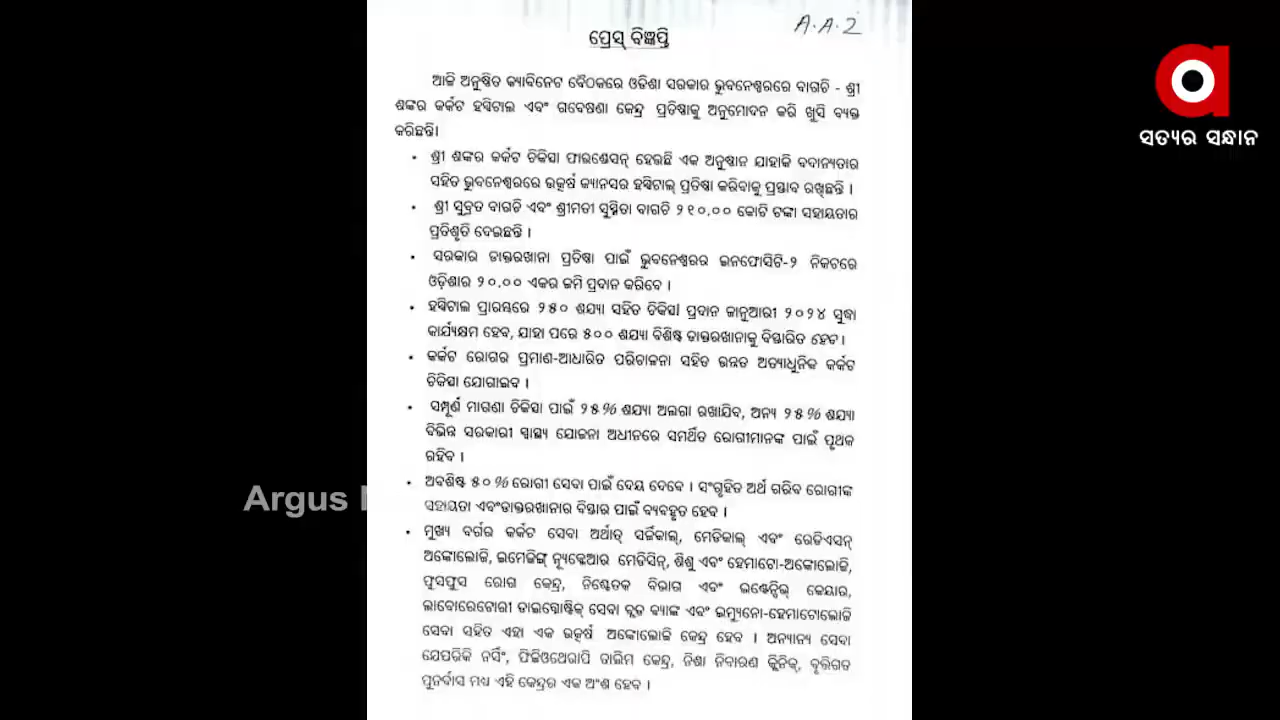 A.A.2
ପ୍ରେସ୍ ବିଜ୍ଞପ୍ତି
ସତ୍ୟର ସନ୍ଧାନ
ଆଜି ଅନୁଷ୍ଠିତ କ୍ୟାବିନେଟ ବୈଠକରେ ଓଡିଶା ସରକାର ଭୁବନେଶ୍ୱରରେ ବାଗଚି - ଶ୍ରୀ
ଶଙ୍କର କର୍କଟ ହସ୍ପିଟାଲ ଏବଂ ଗବେଷଣା କେନ୍ଦ୍ର ପ୍ରତିଷ୍ଠାକୁ ଅନୁମୋଦନ କରି ଖୁସି ବ୍ୟକ୍ତ
କରିଛନ୍ତି।
• ଶ୍ରୀ ଶଙ୍କର କର୍କଟ ଚିକିତ୍ସା ଫାଉଣ୍ଡେସନ୍ ହେଉଛି ଏକ ଅନୁଷ୍ଠାନ ଯାହାକି ବଦାନ୍ୟତାର
ସହିତ ଭୁବନେଶ୍ୱରରେ ଉତ୍କର୍ଷ କ୍ୟାନସର ହସ୍ପିଟାଲ୍ ପ୍ରତିଷ୍ଠା କରିବାକୁ ପ୍ରସ୍ତାବ ରଖିଛନ୍ତି ।
• ଶ୍ରୀ ସୁବ୍ରତ ବାଗଚି ଏବଂ ଶ୍ରୀମତୀ ସୁସ୍ମିତା ବାଗଚି ୨୧୦.୦୦ କୋଟି ଟଙ୍କା ସହାୟତାର
ପ୍ରତିଶୃତି ଦେଇଛନ୍ତି ।
• ସରକାର ଡାକ୍ତରଖାନା ପ୍ରତିଷ୍ଠା ପାଇଁ ଭୁବନେଶ୍ୱରର ଇନଫୋସିଟି-୨ ନିକଟରେ
ଓଡ଼ିଶାର ୨୦.୦୦ ଏକର ଜମି ପ୍ରଦାନ କରିବେ ।
• ହସ୍ପିଟାଲ ପ୍ରାରମ୍ଭରେ ୨୫୦ ଶଯ୍ୟା ସହିତ ଚିକିତ୍ସା ପ୍ରଦାନ ଜାନୁଆରୀ ୨୦୨୪ ସୁଦ୍ଧା
କାର୍ଯ୍ୟକ୍ଷମ ହେବ, ଯାହା ପରେ ୫୦୦ ଶଯ୍ୟା ବିଶିଷ୍ଟ ଡାକ୍ତରଖାନାକୁ ବିସ୍ତାରିତ ହେବ ।
• କର୍କଟ ରୋଗର ପ୍ରମାଣ-ଆଧାରିତ ପରିଚାଳନା ସହିତ ଉନ୍ନତ ଅତ୍ୟାଧୁନିକ କର୍କଟ
ଚିକିତ୍ସା ଯୋଗାଇବ ।
• ସମ୍ପୂର୍ଣ ମାଗଣା ଚିକିତ୍ସା ପାଇଁ ୨୫% ଶଯ୍ୟା ଅଲଗା ରଖାଯିବ, ଅନ୍ୟ ୨୫% ଶଯ୍ୟା
ବିଭିନ୍ନ ସରକାରୀ ସ୍ୱାସ୍ଥ୍ୟ ଯୋଜନା ଅଧୀନରେ ସମର୍ଥିତ ରୋଗୀମାନଙ୍କ ପାଇଁ ପୃଥକ
ରହିବ ।
• ଅବଶିଷ୍ଟ ୫୦% ରୋଗୀ ସେବା ପାଇଁ ଦେୟ ଦେବେ । ସଂଗୃହିତ ଅର୍ଥ ଗରିବ ରୋଗୀଙ୍କ
ସହାୟତା ଏବଂଡାକ୍ତରଖାନାର ବିସ୍ତାର ପାଇଁ ବ୍ୟବହୃତ ହେବ ।
• ମୁଖ୍ୟ ବର୍ଗର କର୍କଟ ସେବା ଅର୍ଥାତ୍ ସର୍ଜିକାଲ୍, ମେଡିକାଲ୍ ଏବଂ ରେଡିଏସନ୍
ଅଙ୍କୋଲୋଜି, ଇମେଜିଙ୍ଗ୍ ନ୍ୟୁକ୍ଲେଆର ମେଡିସିନ୍, ଶିଶୁ ଏବଂ ହେମାଟୋ-ଅଙ୍କୋଲୋଜି,
ଫୁସଫୁସ ରୋଗ କେନ୍ଦ୍ର, ନିଶ୍ଚେତକ ବିଭାଗ ଏବଂ ଇଣ୍ଟେନ୍ସିଭ୍ କେୟାର,
ଲାବୋରେଟୋରୀ ଡାଇଗ୍ନୋଷ୍ଟିକ୍ ସେବା ବ୍ଲଡ ବ୍ୟାଙ୍କ ଏବଂ ଇମ୍ୟୁନୋ-ହେମାଟୋଲୋଜି
ସେବା ସହିତ ଏହା ଏକ ଉତ୍କର୍ଷ ଅଙ୍କୋଲୋଜି କେନ୍ଦ୍ର ହେବ । ଅନ୍ୟାନ୍ୟ ସେବା
ଯେପରିକି ନର୍ସିଂ, ଫିଜିଓଥେରାପି ତାଲିମ କେନ୍ଦ୍ର, ନିଶା ନିବାରଣ କ୍ଲିନିକ୍, ବୃତ୍ତିଗତ
ପୁନର୍ବାସ ମଧ୍ୟ ଏହି କେନ୍ଦ୍ରର ଏକ ଅଂଶ ହେବ ।
Argus